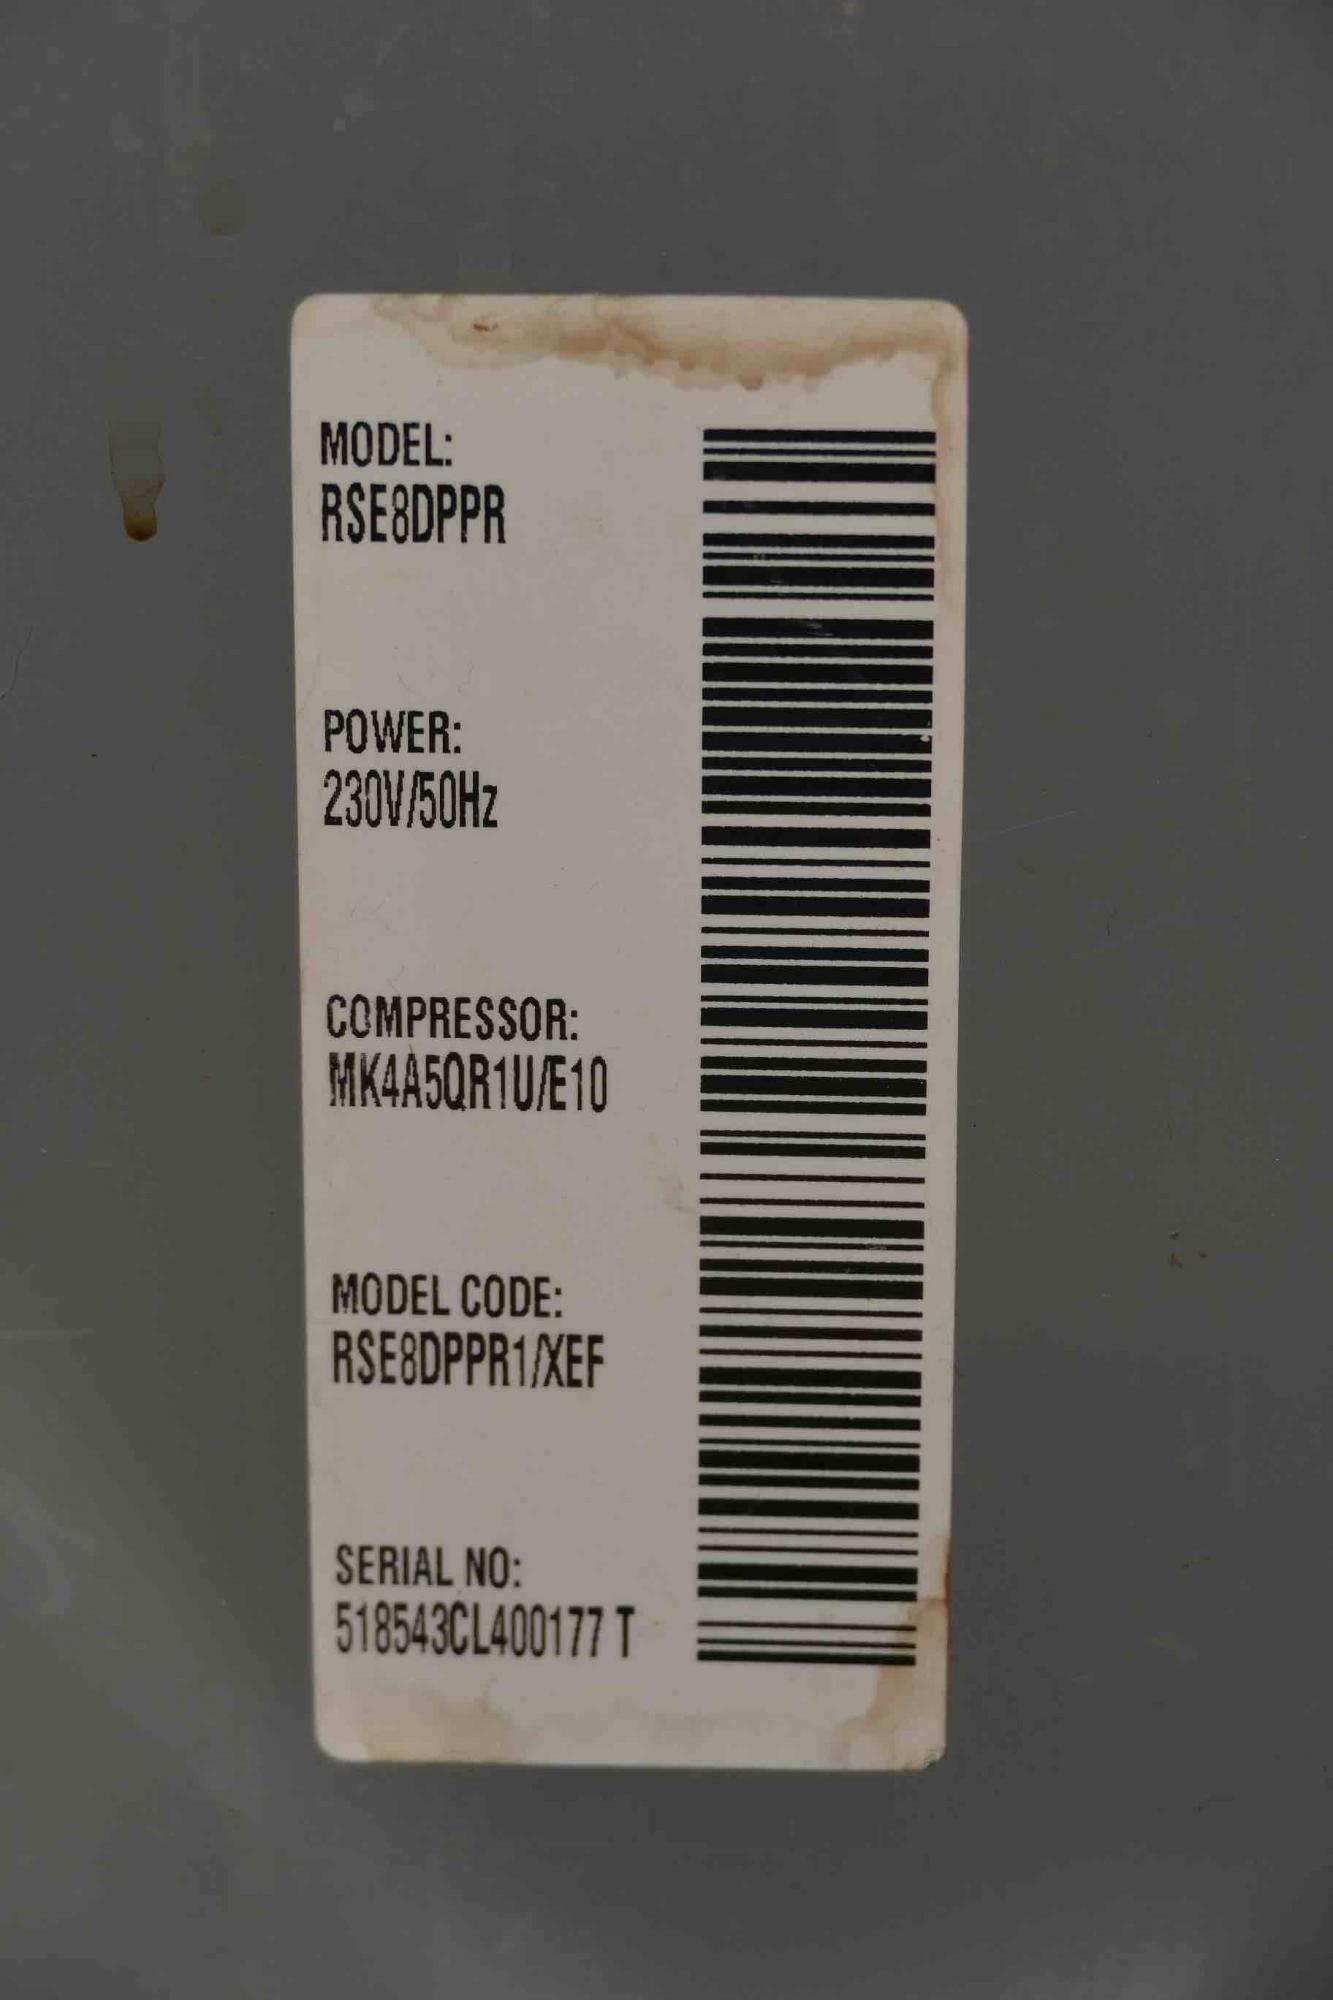 MODEL:
RSE8DPPR
POWER:
230V/50Hz
COMPRESSOR:
MK4A5QR1U/E10
MODEL CODE:
RSE8DPPR1/XEF
SERIAL NO:
518543CL400177 T